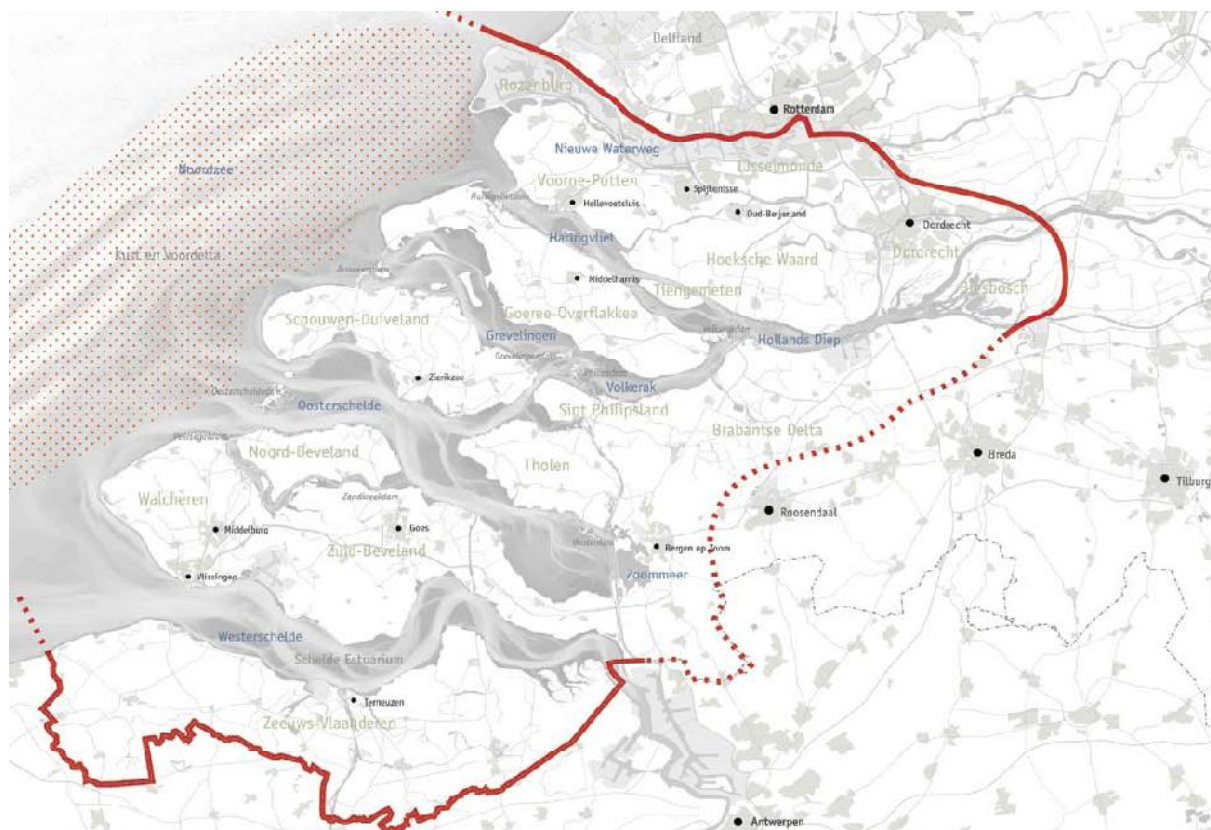 Delfland
Rozenburg
Rotterdam
Nieuwe Waterweg
IJsselmonde
Noordzee
Voorne-Putten
Spijkenisse
Hellevoetsluis
Oud-Beijerland
Dordrecht
Haringvliet
Dordrecht
Kust en Voordelta
Hoeksche Waard
Middelharnis
Tiengemeten
Biesbosch
Goeree-Overflakkee
Schouwen-Duiveland
Grevelingen
Hollands Diep
Zierikzee
Volkerak
Oosterschelde
Sint Philipsland
Brabantse Delta
Noord-Beveland
Tholen
Breda
Tilburg
Walcheren
Roosendaal
Middelburg
Goes
Zuid-Beveland
Bergen op Zoom
Vlissingen
Zoommeer
Westerschelde
Schelde Estuarium
Terneuzen
Zeeuws-Vlaanderen
Antwerpen